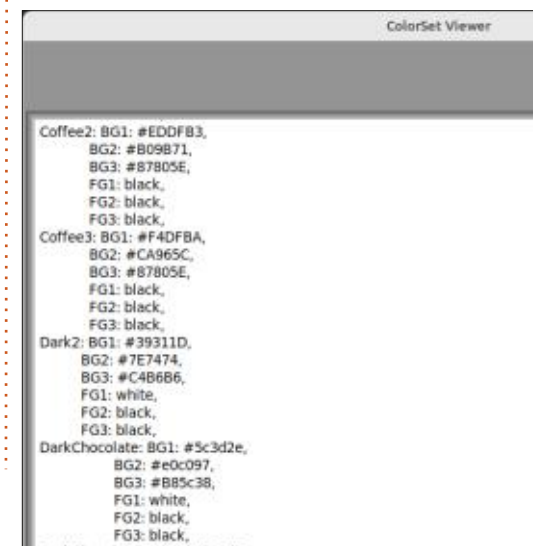 ColorSet Viewer
Coffee2: BG1: #EDDFB3,
BG2: #B09B71,
BG3: #87805E,
FG1: black,
FG2: black,
FG3: black,
Coffee3: BG1: #F4DFBA,
BG2: #CA965C,
BG3: #87805E,
FG1: black,
FG2: black,
FG3: black,
Dark2: BG1: #39311D,
BG2: #7E7474,
BG3: #C4B6B6,
FG1: white,
FG2: black,
FG3: black,
DarkChocolate: BG1: #5c3d2e,
BG2: #e0c097,
BG3: #B85c38,
FG1: white,
FG2: black,
FG3: black,